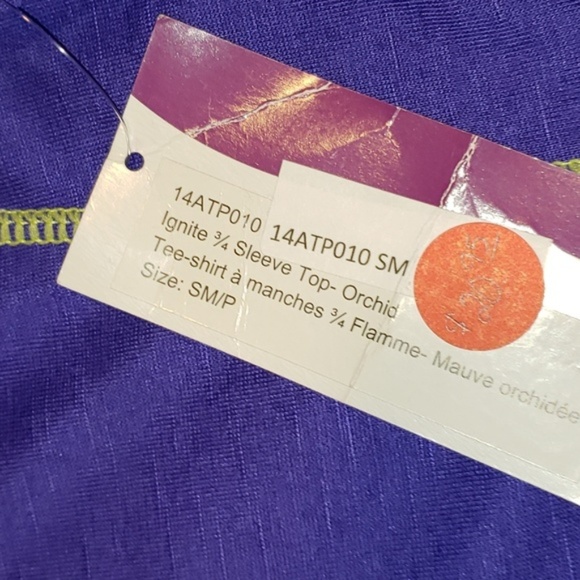 14ATP010 14ATP010 SM
Ignite ¾ Sleeve Top- Orchid
Tee-shirt à manches ¾ Flamme- Mauve orchidée
Size: SM/P